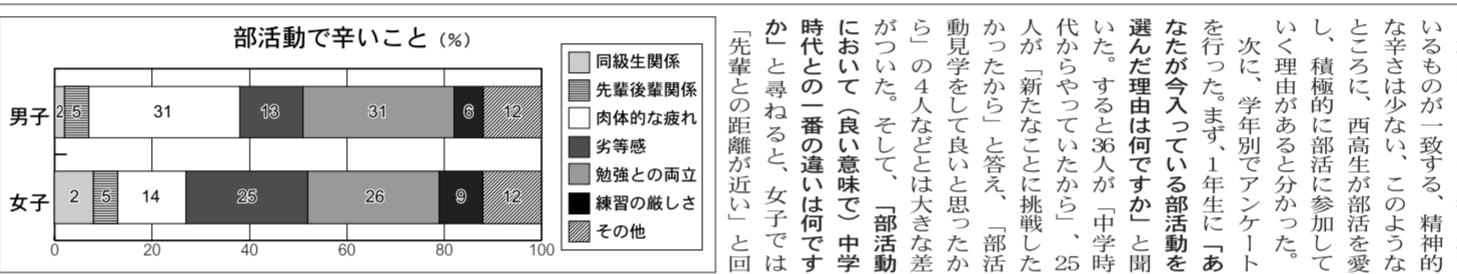 いるものが一致する、精神的
な辛さは少ない、このような
ところに、西高生が部活を愛
し、積極的に部活に参加して
いく理由があると分かった。
次に、学年別でアンケート
を行った。まず、1年生に「あ
なたが今入っている部活動を
選んだ理由は何ですか」と聞
いた。すると36人が「中学時
代からやっていたから」、25
人が「新たなことに挑戦した
かったから」と答え、「部活
動見学をして良いと思ったか
ら」の4人などとは大きな差
がついた。そして、「部活動
において（良い意味で）中学
時代との一番の違いは何です
か」と尋ねると、女子では
「先輩との距離が近い」と回
部活動で辛いこと（%）
男子 2 5 31 13 31 6 12
女子 2 5 14 25 26 9 12
0 20 40 60 80 100
同級生関係
先輩後輩関係
肉体的な疲れ
劣等感
勉強との両立
練習の厳しさ
その他